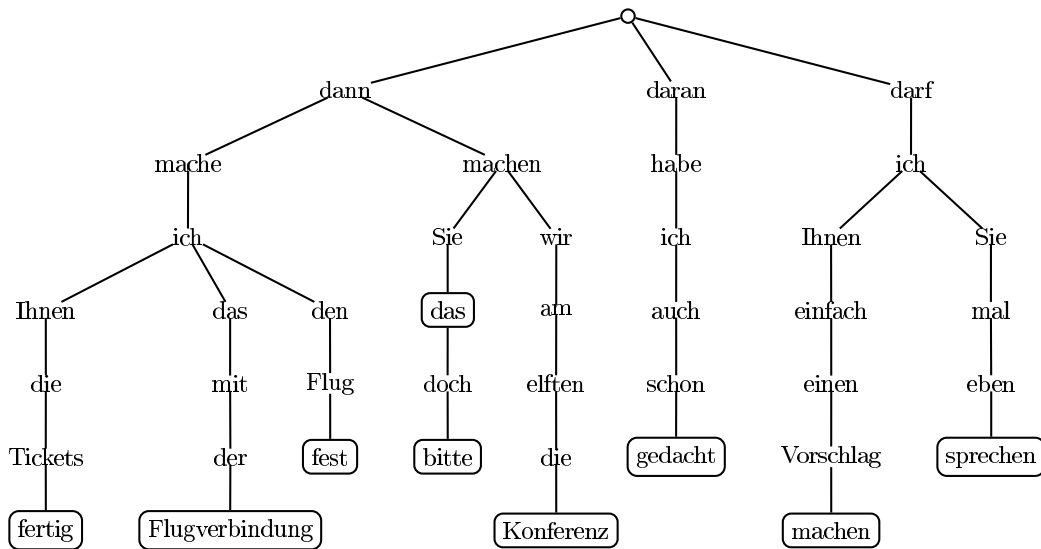 dann daran darf
mache machen habe ich
ich Sie wir ich Ihnen Sie
Ihnen das den das am auch einfach mal
die mit Flug doch elften schon einen eben
Tickets der fest bitte die gedacht Vorschlag sprechen
fertig Flugverbindung Konferenz machen